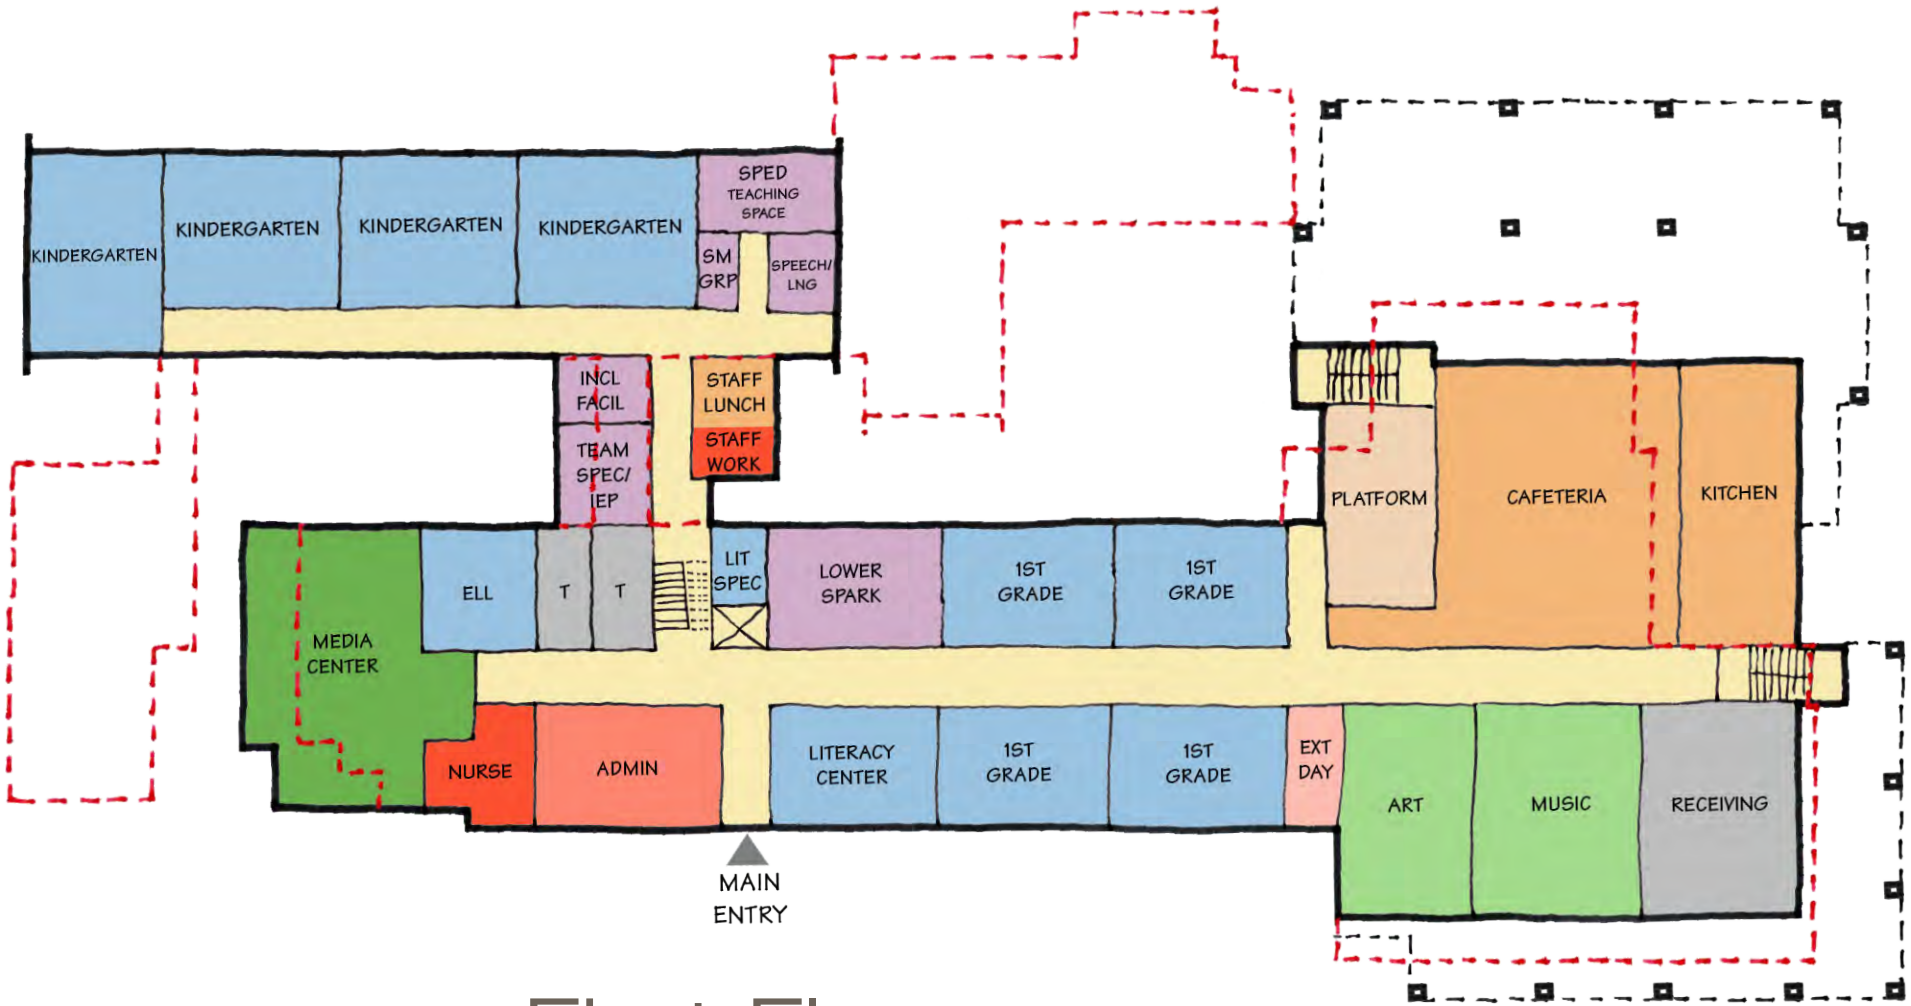 SPED
TEACHING
SPACE
KINDERGARTEN
KINDERGARTEN
KINDERGARTEN
KINDERGARTEN
SM
GRP
SPEECH/
LNG
INCL
FACIL
STAFF
LUNCH
TEAM
SPEC/
IEP
STAFF
WORK
PLATFORM
CAFETERIA
KITCHEN
MEDIA
CENTER
ELL
T
T
LIT
SPEC
LOWER
SPARK
1ST
GRADE
1ST
GRADE
NURSE
ADMIN
LITERACY
CENTER
1ST
GRADE
1ST
GRADE
EXT
DAY
ART
MUSIC
RECEIVING
MAIN
ENTRY